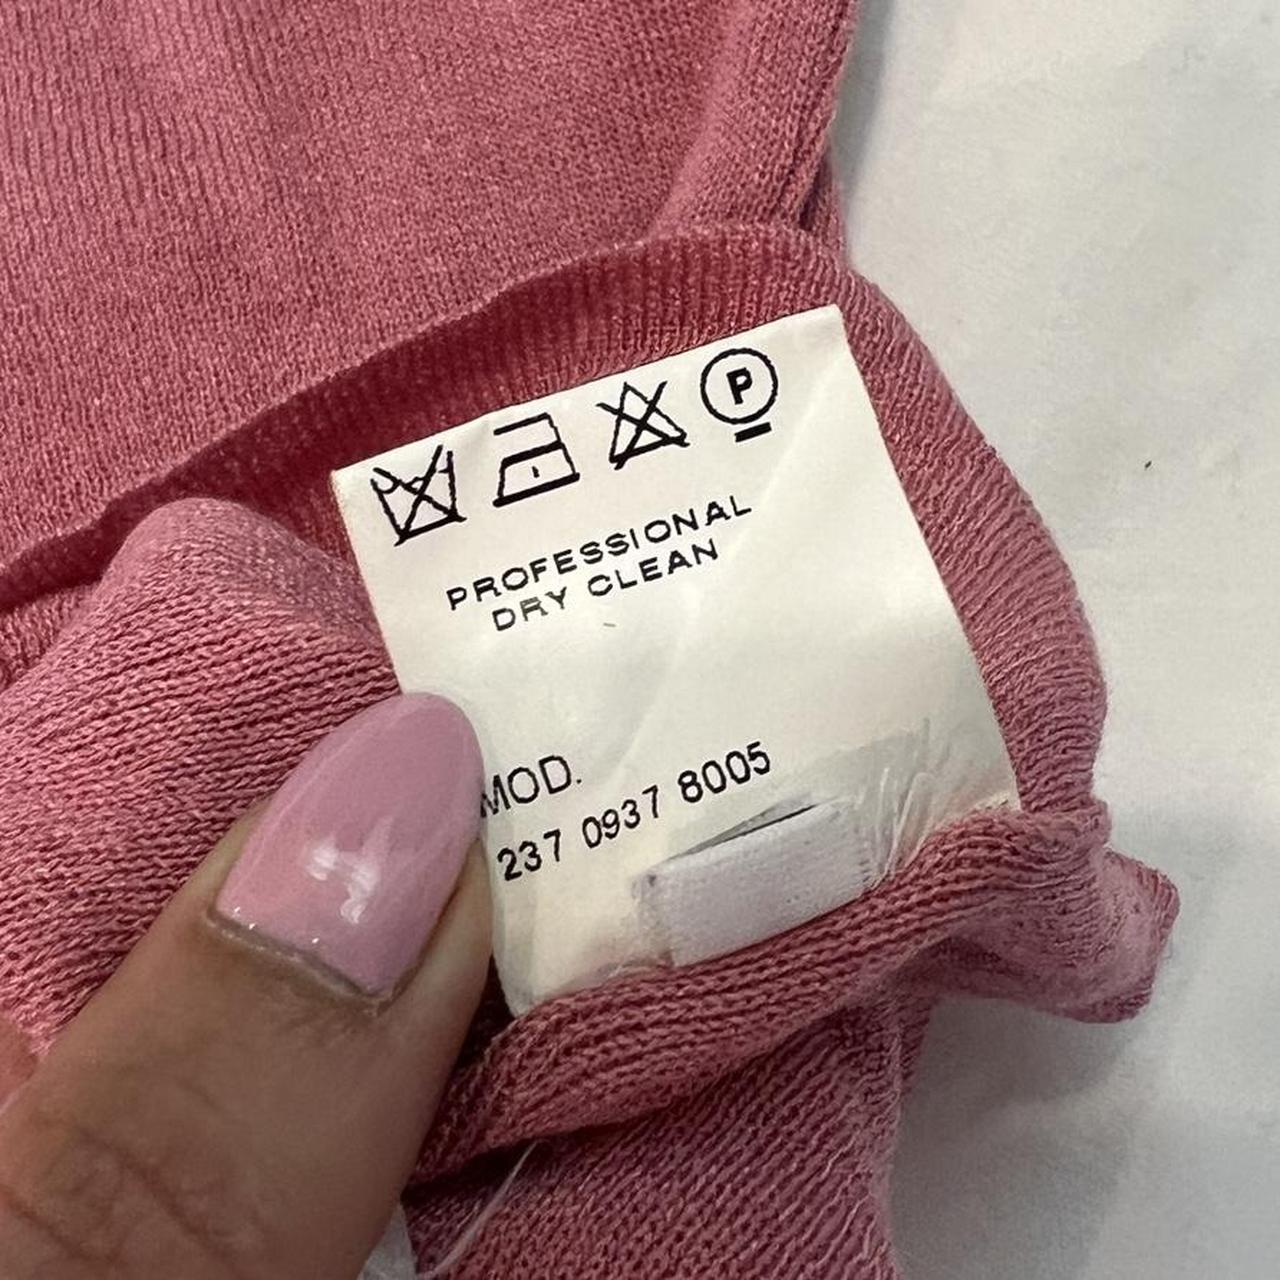 P
PROFESSIONAL
DRY CLEAN
MOD.
237 0937 8005